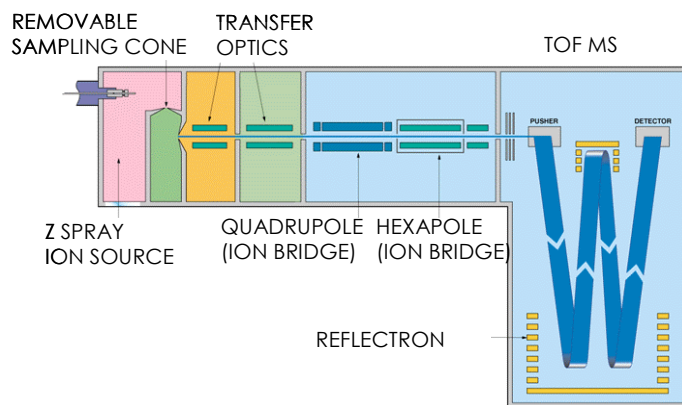 REMOVABLE
SAMPLING CONE
TRANSFER
OPTICS
TOF MS
PUSHER
DETECTOR
Z SPRAY
ION SOURCE
QUADRUPOLE
(ION BRIDGE)
HEXAPOLE
(ION BRIDGE)
REFLECTRON